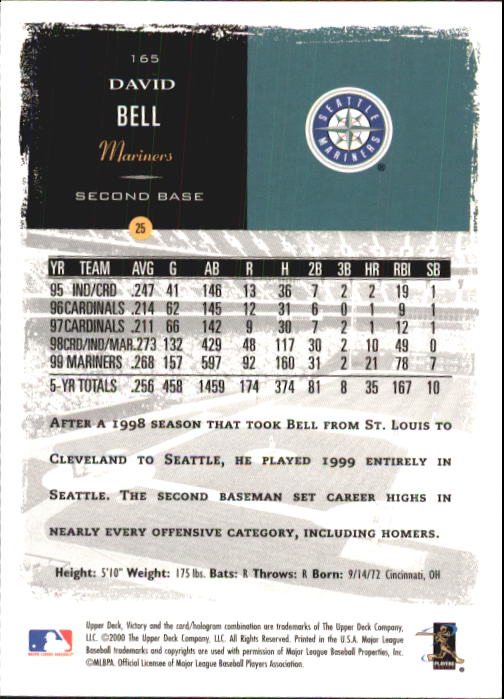 165
DAVID
BELL
Mariners
SECOND BASE
SEATTLE
MARINERS
®
25
YR TEAM AVG G AB R H 2B 3B HR RBI SB
95 IND/CRD .247 41 146 13 36 7 2 2 19 1
96 CARDINALS .214 62 145 12 31 6 0 1 9 1
97 CARDINALS .211 66 142 9 30 7 2 1 12 1
98 CRD/IND/MAR .273 132 429 48 117 30 2 10 49 0
99 MARINERS .268 157 597 92 160 31 2 21 78 7
5-YR TOTALS .256 458 1459 174 374 81 8 35 167 10
AFTER A 1998 SEASON THAT TOOK BELL FROM ST. LOUIS TO
CLEVELAND TO SEATTLE, HE PLAYED 1999 ENTIRELY IN
SEATTLE. THE SECOND BASEMAN SET CAREER HIGHS IN
NEARLY EVERY OFFENSIVE CATEGORY, INCLUDING HOMERS.
Height: 5'10" Weight: 175 lbs. Bats: R Throws: R Born: 9/14/72 Cincinnati, OH
Upper Deck, Victory and the card/hologram combination are trademarks of The Upper Deck Company,
LLC. ©2000 The Upper Deck Company, LLC. All Rights Reserved. Printed in the U.S.A. Major League
Baseball trademarks and copyrights are used with permission of Major League Baseball Properties, Inc.
©MLBPA. Official Licensee of Major League Baseball Players Association.
PLAYERS